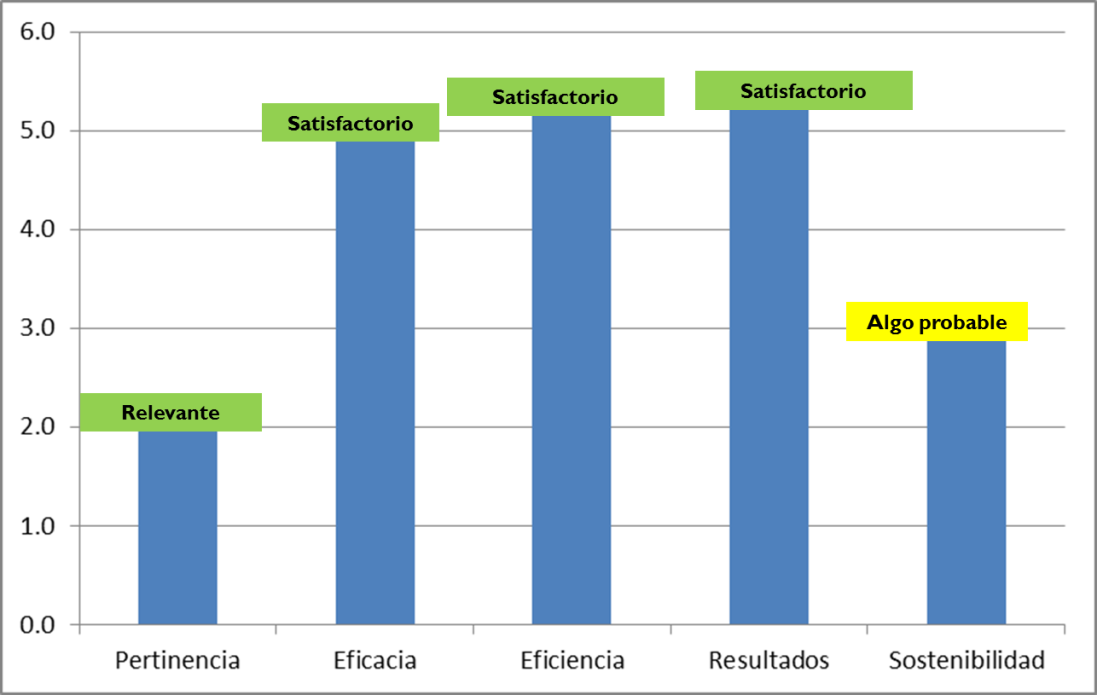 6.0
5.0
4.0
3.0
2.0
1.0
0.0
Relevante
Satisfactorio
Satisfactorio
Satisfactorio
Algo probable
Pertinencia
Eficacia
Eficiencia
Resultados
Sostenibilidad